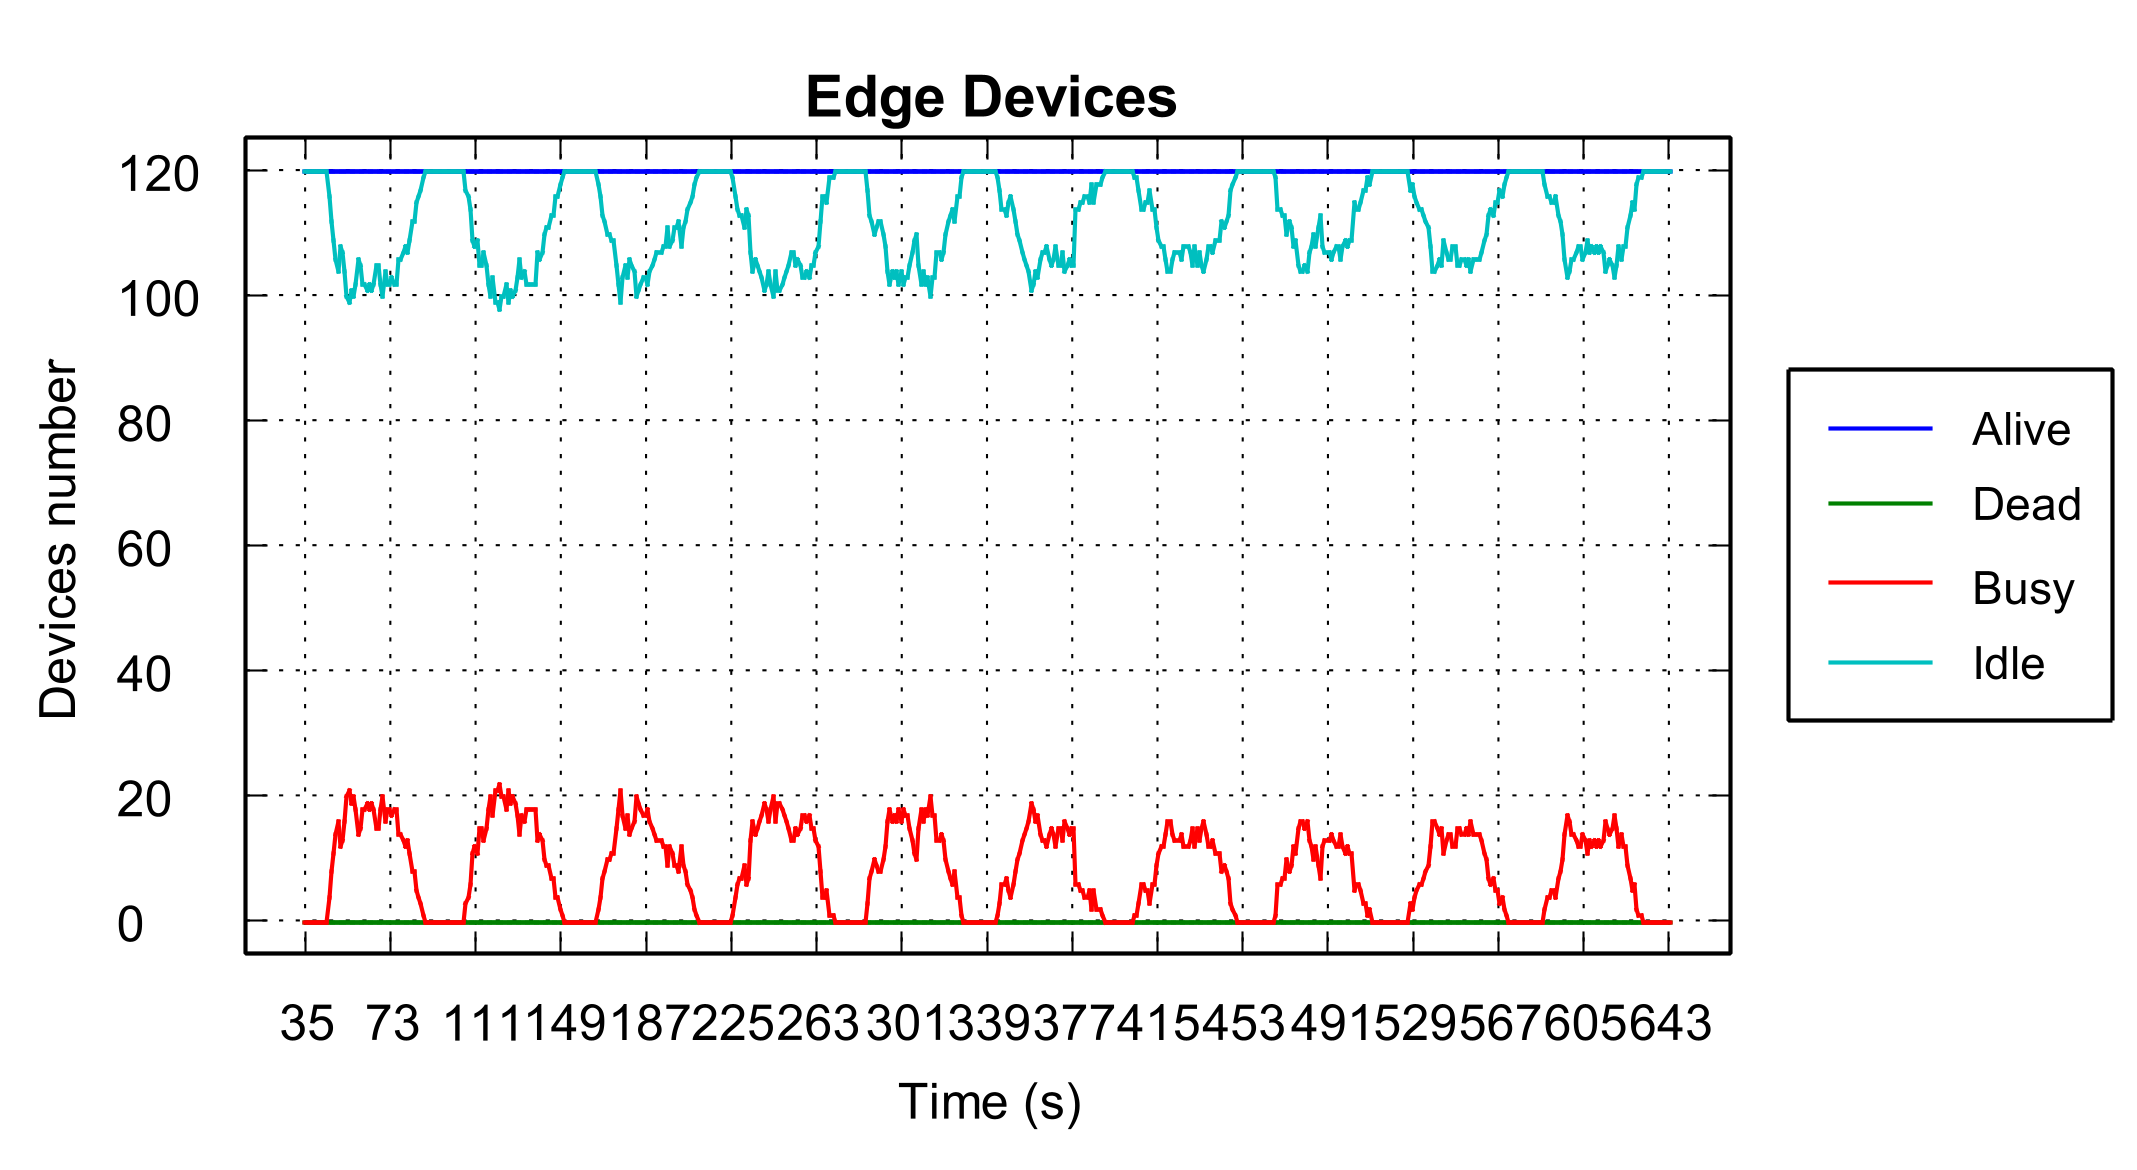 Edge Devices
120
100
80
60
40
20
0
Devices number
35 73 111 149 187 225 263 301 339 377 415 453 491 529 567 605 643
Time (s)
Alive
Dead
Busy
Idle